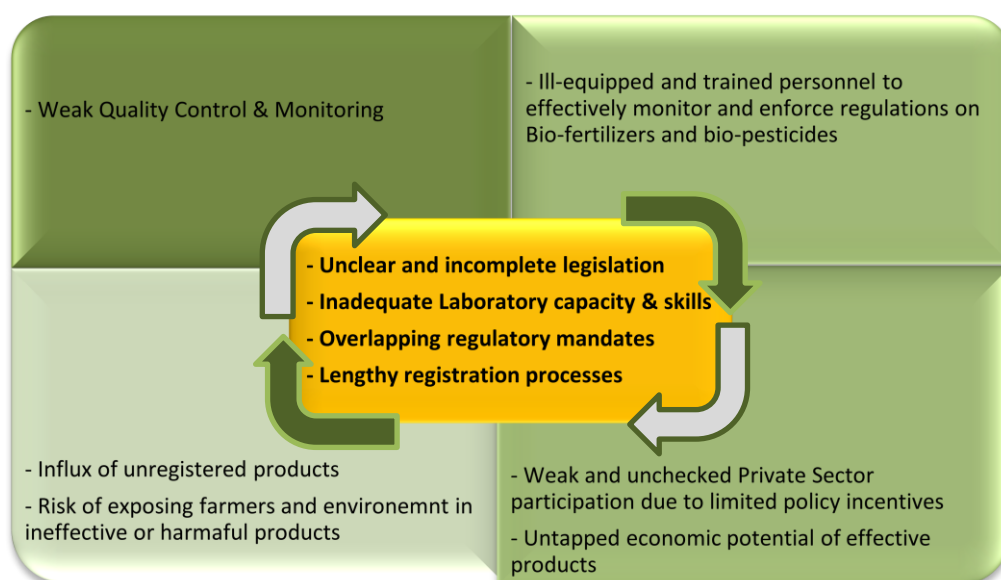 - Weak Quality Control & Monitoring
- Ill-equipped and trained personnel to
effectively monitor and enforce regulations on
Bio-fertilizers and bio-pesticides
- Unclear and incomplete legislation
- Inadequate Laboratory capacity & skills
- Overlapping regulatory mandates
- Lengthy registration processes
- Influx of unregistered products
- Risk of exposing farmers and environemnt in
ineffective or harmaful products
- Weak and unchecked Private Sector
participation due to limited policy incentives
- Untapped economic potential of effective
products